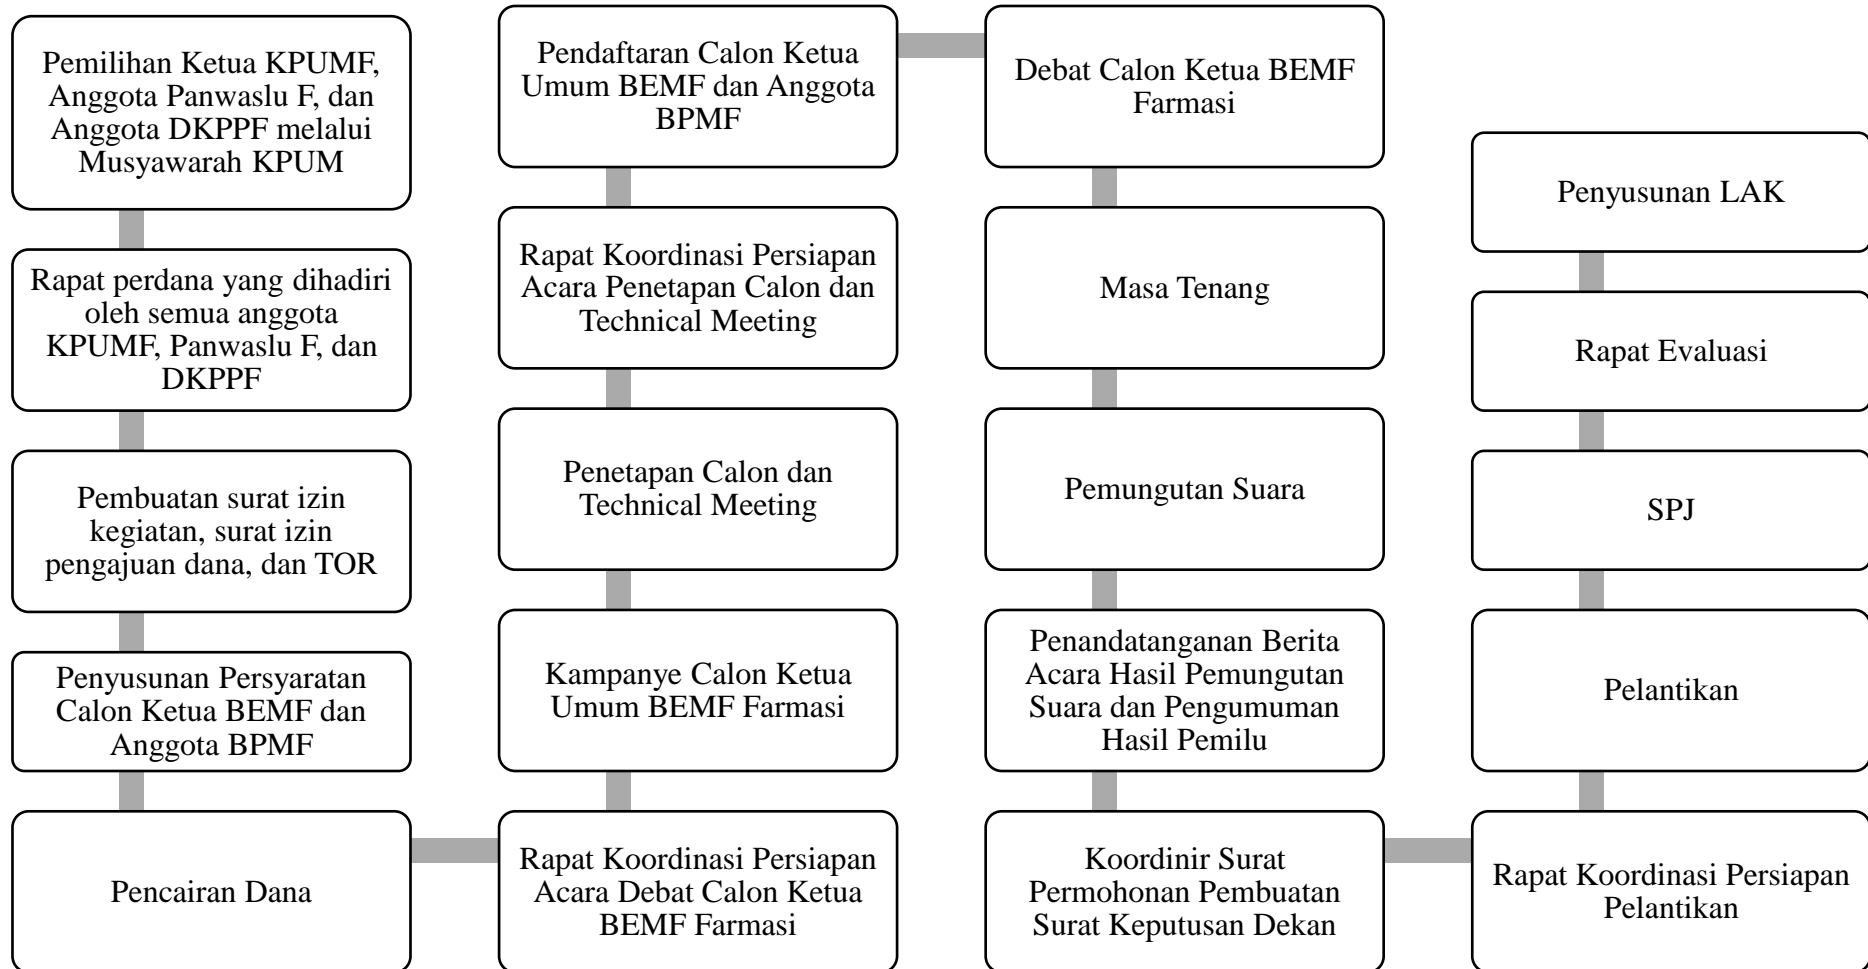 Pemilihan Ketua KPUMF,
Anggota Panwaslu F, dan
Anggota DKPPF melalui
Musyawarah KPUM
Rapat perdana yang dihadiri
oleh semua anggota
KPUMF, Panwaslu F, dan
DKPPF
Pembuatan surat izin
kegiatan, surat izin
pengajuan dana, dan TOR
Penyusunan Persyaratan
Calon Ketua BEMF dan
Anggota BPMF
Pencairan Dana
Rapat Koordinasi Persiapan
Acara Debat Calon Ketua
BEMF Farmasi
Kampanye Calon Ketua
Umum BEMF Farmasi
Penetapan Calon dan
Technical Meeting
Rapat Koordinasi Persiapan
Acara Penetapan Calon dan
Technical Meeting
Pendaftaran Calon Ketua
Umum BEMF dan Anggota
BPMF
Debat Calon Ketua BEMF
Farmasi
Masa Tenang
Pemungutan Suara
Penandatanganan Berita
Acara Hasil Pemungutan
Suara dan Pengumuman
Hasil Pemilu
Koordinir Surat
Permohonan Pembuatan
Surat Keputusan Dekan
Rapat Koordinasi Persiapan
Pelantikan
Pelantikan
SPJ
Rapat Evaluasi
Penyusunan LAK